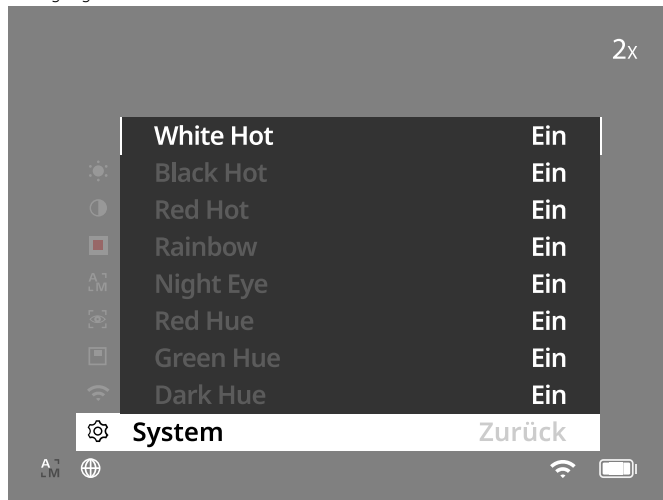 2x
White Hot Ein
Black Hot Ein
Red Hot Ein
Rainbow Ein
Night Eye Ein
A M
Red Hue Ein
Green Hue Ein
Dark Hue Ein
System Zurück
A M